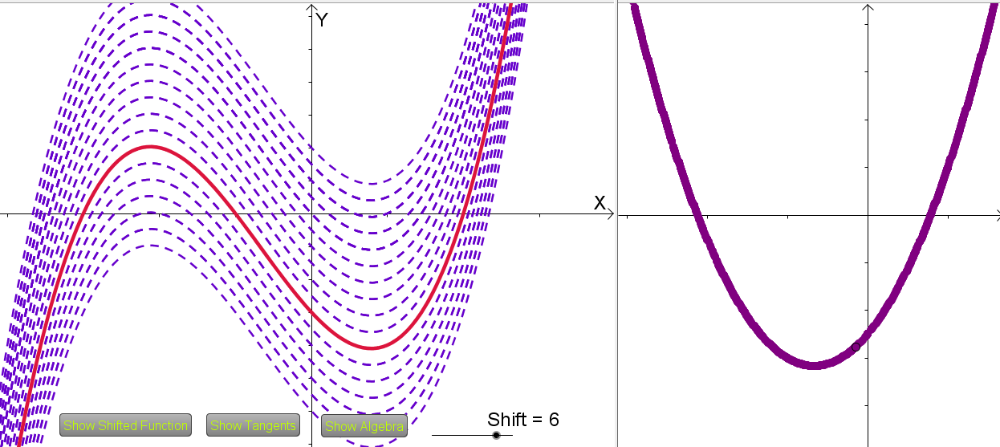 Y
X
Shift = 6
Show Shifted Function
Show Tangents
Show Algebra